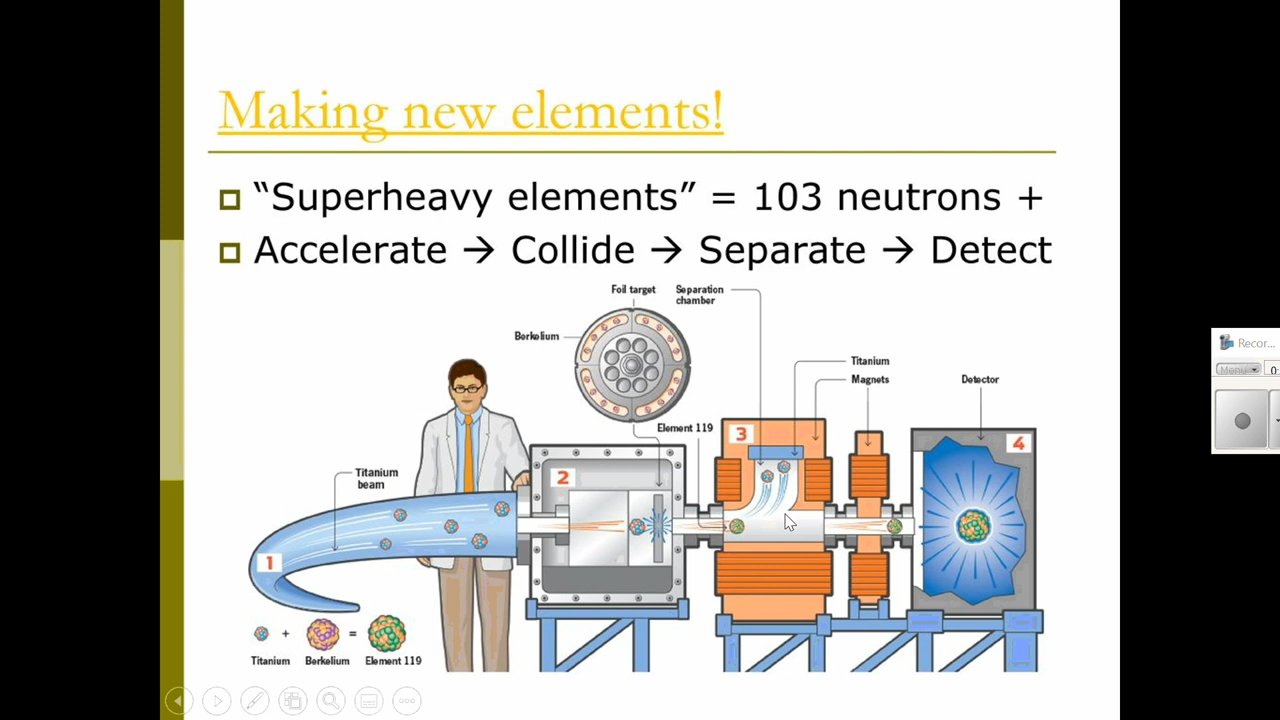 Making new elements!
“Superheavy elements” = 103 neutrons +
Accelerate → Collide → Separate → Detect
Foil target
Separation
chamber
Berkelium
Titanium
Magnets
Detector
Element 119
3
4
2
Titanium
beam
1
+
=
Titanium
Berkelium
Element 119
Recor...
Menu
0: